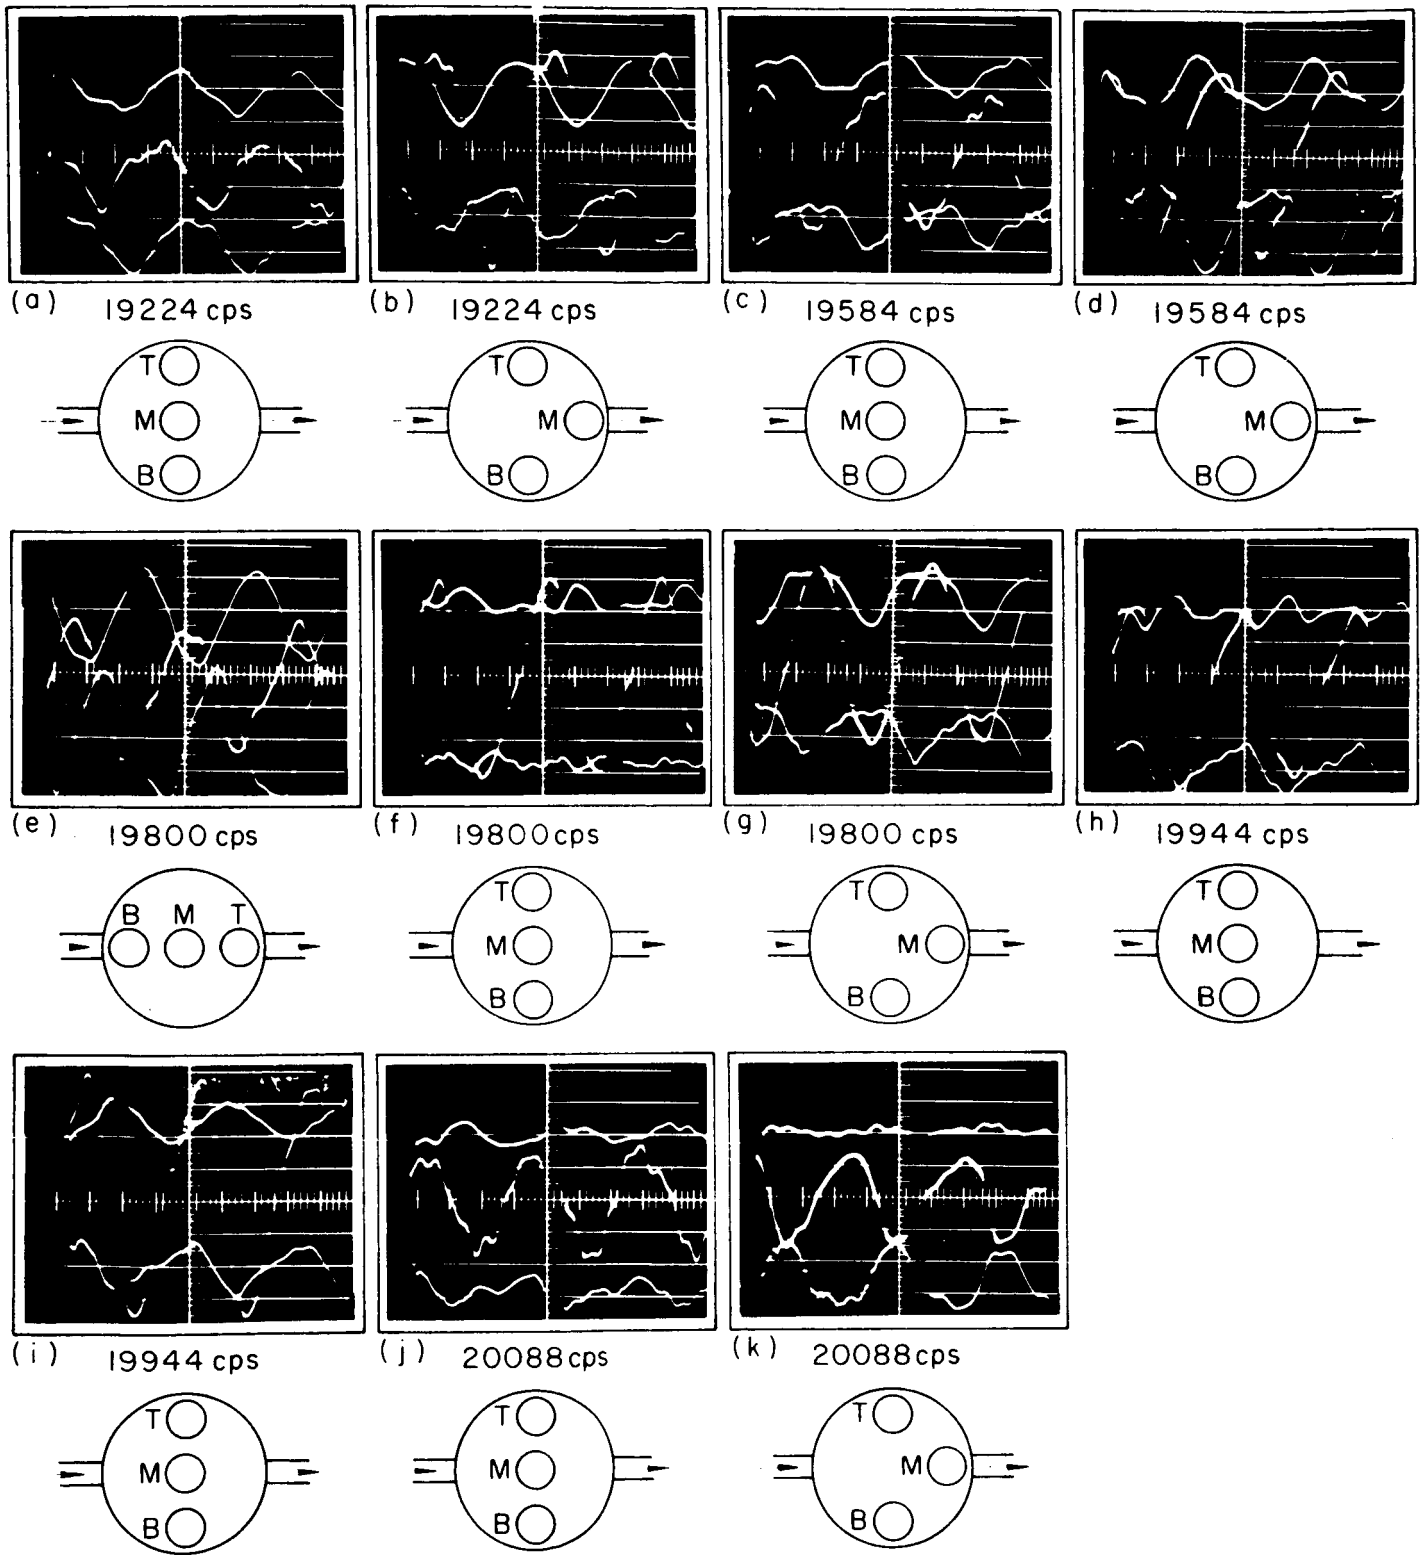 (a) 19224 cps
(b) 19224 cps
(c) 19584 cps
(d) 19584 cps
T
M
B
T
M
B
T
M
B
T
M
B
(e) 19800 cps
(f) 19800 cps
(g) 19800 cps
(h) 19944 cps
B M T
T
M
B
T
M
B
T
M
B
(i) 19944 cps
(j) 20088 cps
(k) 20088 cps
T
M
B
T
M
B
T
M
B